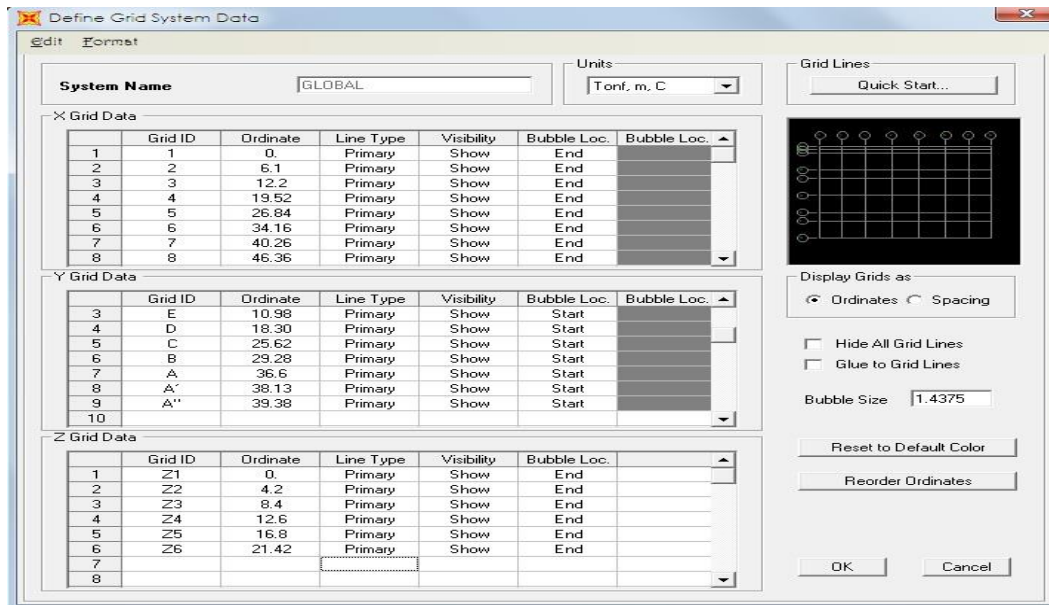 Define Grid System Data
Edit Format
System Name GLOBAL
Units
Tonf, m, C
Grid Lines
Quick Start...
X Grid Data
Grid ID Ordinate Line Type Visibility Bubble Loc. Bubble Loc.
1 1 0. Primary Show End
2 2 6.1 Primary Show End
3 3 12.2 Primary Show End
4 4 19.52 Primary Show End
5 5 26.84 Primary Show End
6 6 34.16 Primary Show End
7 7 40.26 Primary Show End
8 8 46.36 Primary Show End
Y Grid Data
Grid ID Ordinate Line Type Visibility Bubble Loc. Bubble Loc.
3 E 10.98 Primary Show Start
4 D 18.30 Primary Show Start
5 C 25.62 Primary Show Start
6 B 29.28 Primary Show Start
7 A 36.6 Primary Show Start
8 A´ 38.13 Primary Show Start
9 A'' 39.38 Primary Show Start
10
Display Grids as
Ordinates Spacing
Hide All Grid Lines
Glue to Grid Lines
Bubble Size 1.4375
Z Grid Data
Grid ID Ordinate Line Type Visibility Bubble Loc.
1 Z1 0. Primary Show End
2 Z2 4.2 Primary Show End
3 Z3 8.4 Primary Show End
4 Z4 12.6 Primary Show End
5 Z5 16.8 Primary Show End
6 Z6 21.42 Primary Show End
7
8
Reset to Default Color
Reorder Ordinates
OK Cancel